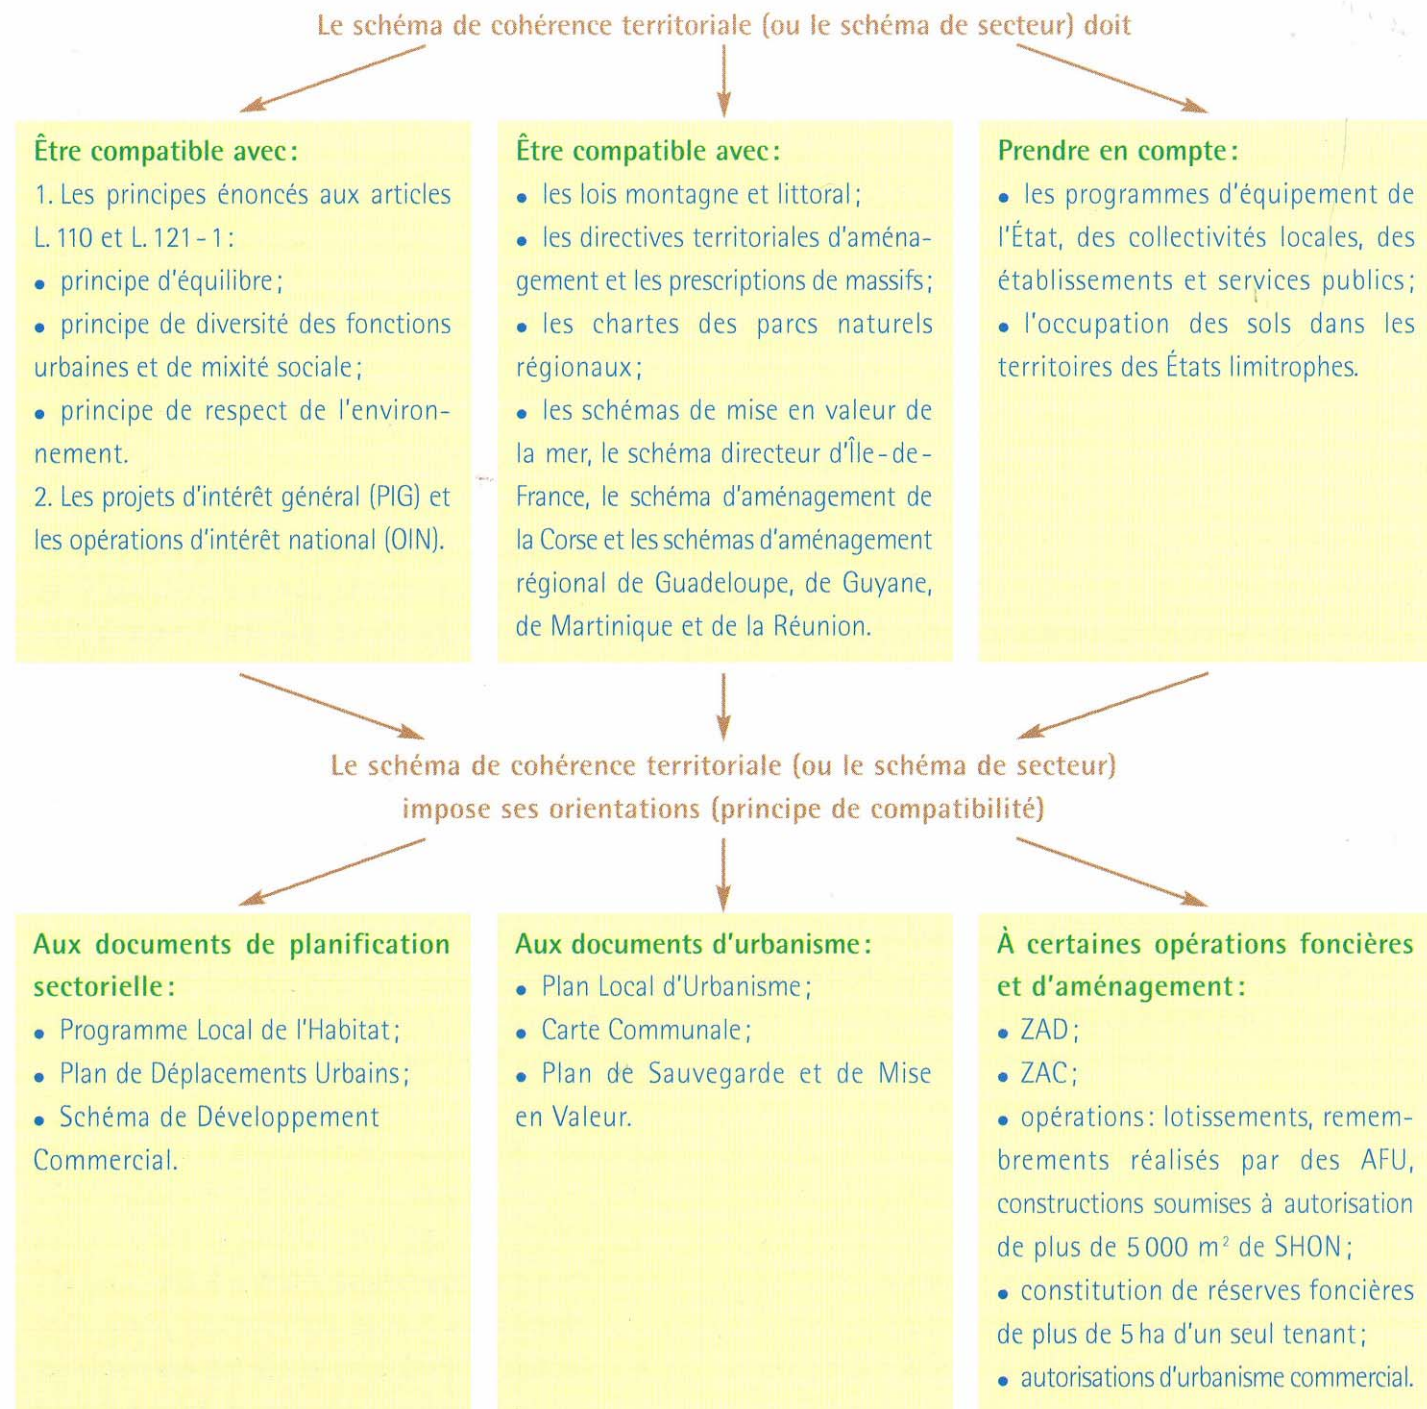 Le schéma de cohérence territoriale (ou le schéma de secteur) doit
Être compatible avec :
1. Les principes énoncés aux articles
L. 110 et L. 121 - 1 :
• principe d'équilibre ;
• principe de diversité des fonctions
urbaines et de mixité sociale ;
• principe de respect de l'environ-
nement.
2. Les projets d'intérêt général (PIG) et
les opérations d'intérêt national (OIN).
Être compatible avec :
• les lois montagne et littoral ;
• les directives territoriales d'aména-
gement et les prescriptions de massifs ;
• les chartes des parcs naturels
régionaux ;
• les schémas de mise en valeur de
la mer, le schéma directeur d'Île-de-
France, le schéma d'aménagement de
la Corse et les schémas d'aménagement
régional de Guadeloupe, de Guyane,
de Martinique et de la Réunion.
Prendre en compte :
• les programmes d'équipement de
l'État, des collectivités locales, des
établissements et services publics ;
• l'occupation des sols dans les
territoires des États limitrophes.
Le schéma de cohérence territoriale (ou le schéma de secteur)
impose ses orientations (principe de compatibilité)
Aux documents de planification
sectorielle :
• Programme Local de l'Habitat ;
• Plan de Déplacements Urbains ;
• Schéma de Développement
Commercial.
Aux documents d'urbanisme :
• Plan Local d'Urbanisme ;
• Carte Communale ;
• Plan de Sauvegarde et de Mise
en Valeur.
À certaines opérations foncières
et d'aménagement :
• ZAD ;
• ZAC ;
• opérations : lotissements, remem-
brements réalisés par des AFU,
constructions soumises à autorisation
de plus de 5 000 m² de SHON ;
• constitution de réserves foncières
de plus de 5 ha d'un seul tenant ;
• autorisations d'urbanisme commercial.